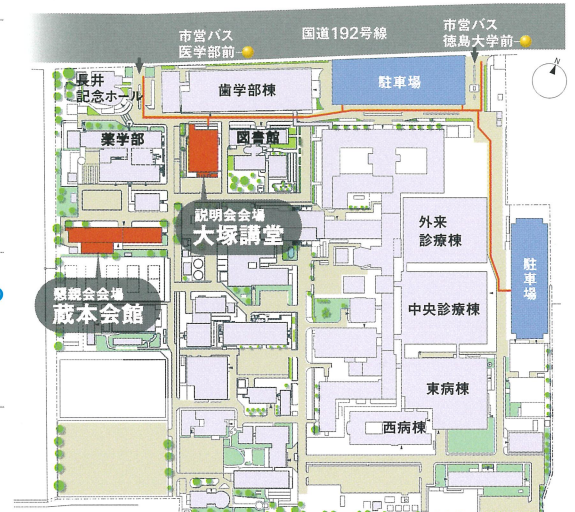 市営バス
医学部前
国道192号線
市営バス
徳島大学前
N
長井
記念ホール
歯学部棟
駐車場
薬学部
図書館
説明会会場
大塚講堂
外来
診療棟
駐車場
懇親会会場
蔵本会館
中央診療棟
東病棟
西病棟